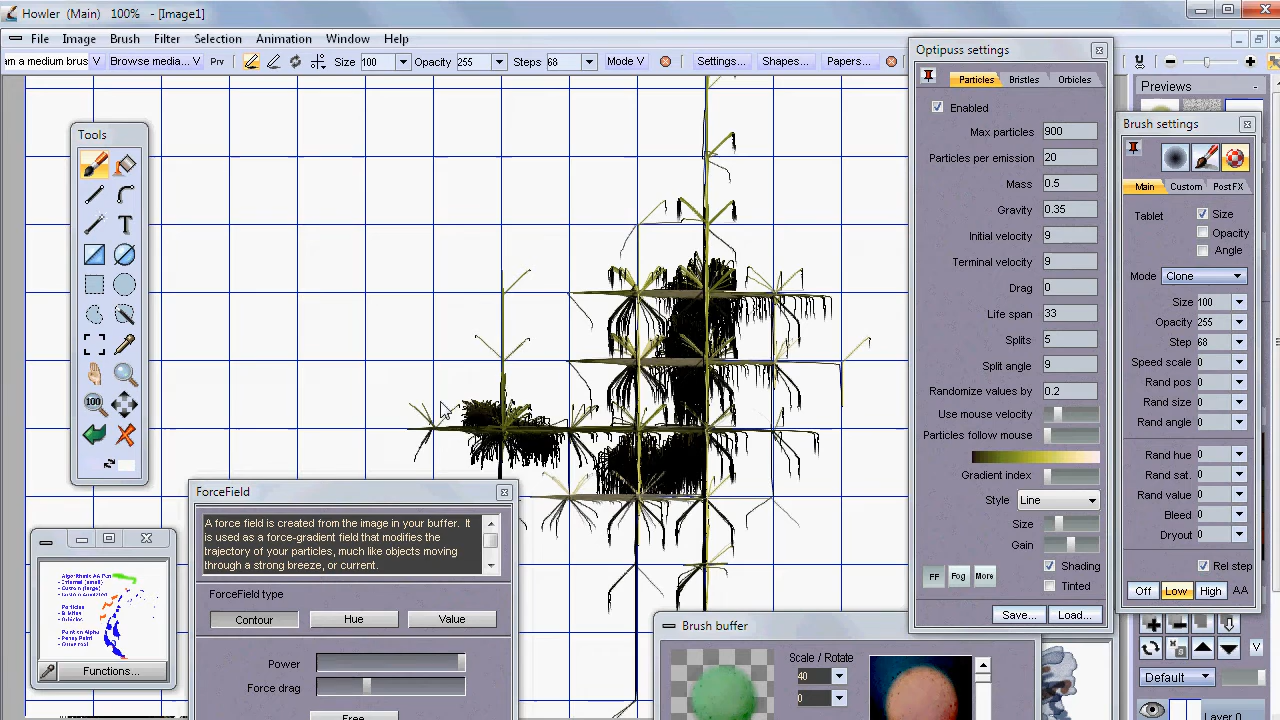 Howler (Main) 100% - [Image1]
File Image Brush Filter Selection Animation Window Help
am a medium brus V Browse media... V Prv Size 100 Opacity 255 Steps 68 Mode V Settings... Shapes... Papers...
Tools
T
100
Functions...
ForceField
A force field is created from the image in your buffer. It
is used as a force-gradient field that modifies the
trajectory of your particles, much like objects moving
through a strong breeze, or current.
ForceField type
Contour Hue Value
Power
Force drag
Free
Brush buffer
Scale / Rotate
40
0
Optipuss settings
Particles Bristles Orbicles
Enabled
Max particles 900
Particles per emission 20
Mass 0.5
Gravity 0.35
Initial velocity 9
Terminal velocity 9
Drag 0
Life span 33
Splits 5
Split angle 9
Randomize values by 0.2
Use mouse velocity
Particles follow mouse
Gradient index
Style Line
Size
Gain
FF Fog More
Shading
Tinted
Save... Load...
Previews
Brush settings
Main Custom PostFX
Tablet Size
Opacity
Angle
Mode Clone
Size 100
Opacity 255
Step 68
Speed scale 0
Rand pos 0
Rand size 0
Rand angle 0
Rand hue 0
Rand sat. 0
Rand value 0
Bleed 0
Dryout 0
Rel step
Off Low High AA
Default
Layer 0